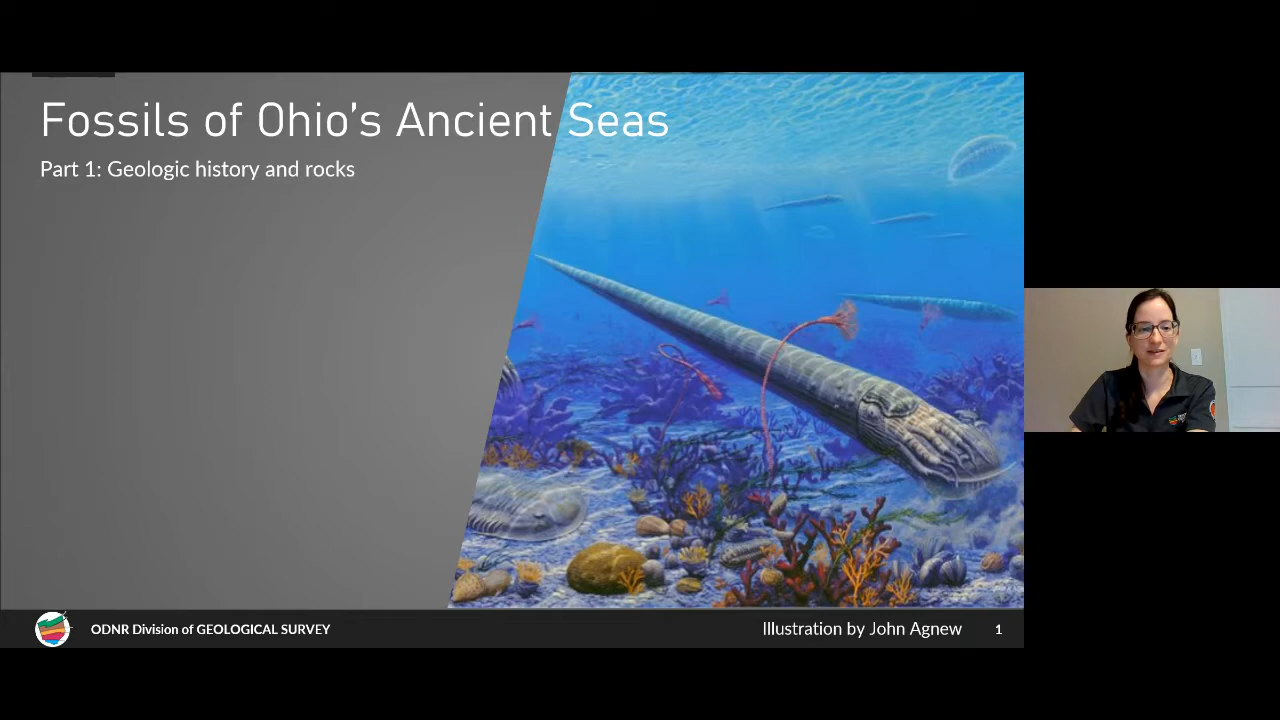 Fossils of Ohio's Ancient Seas
Part 1: Geologic history and rocks
ODNR Division of GEOLOGICAL SURVEY
Illustration by John Agnew
1